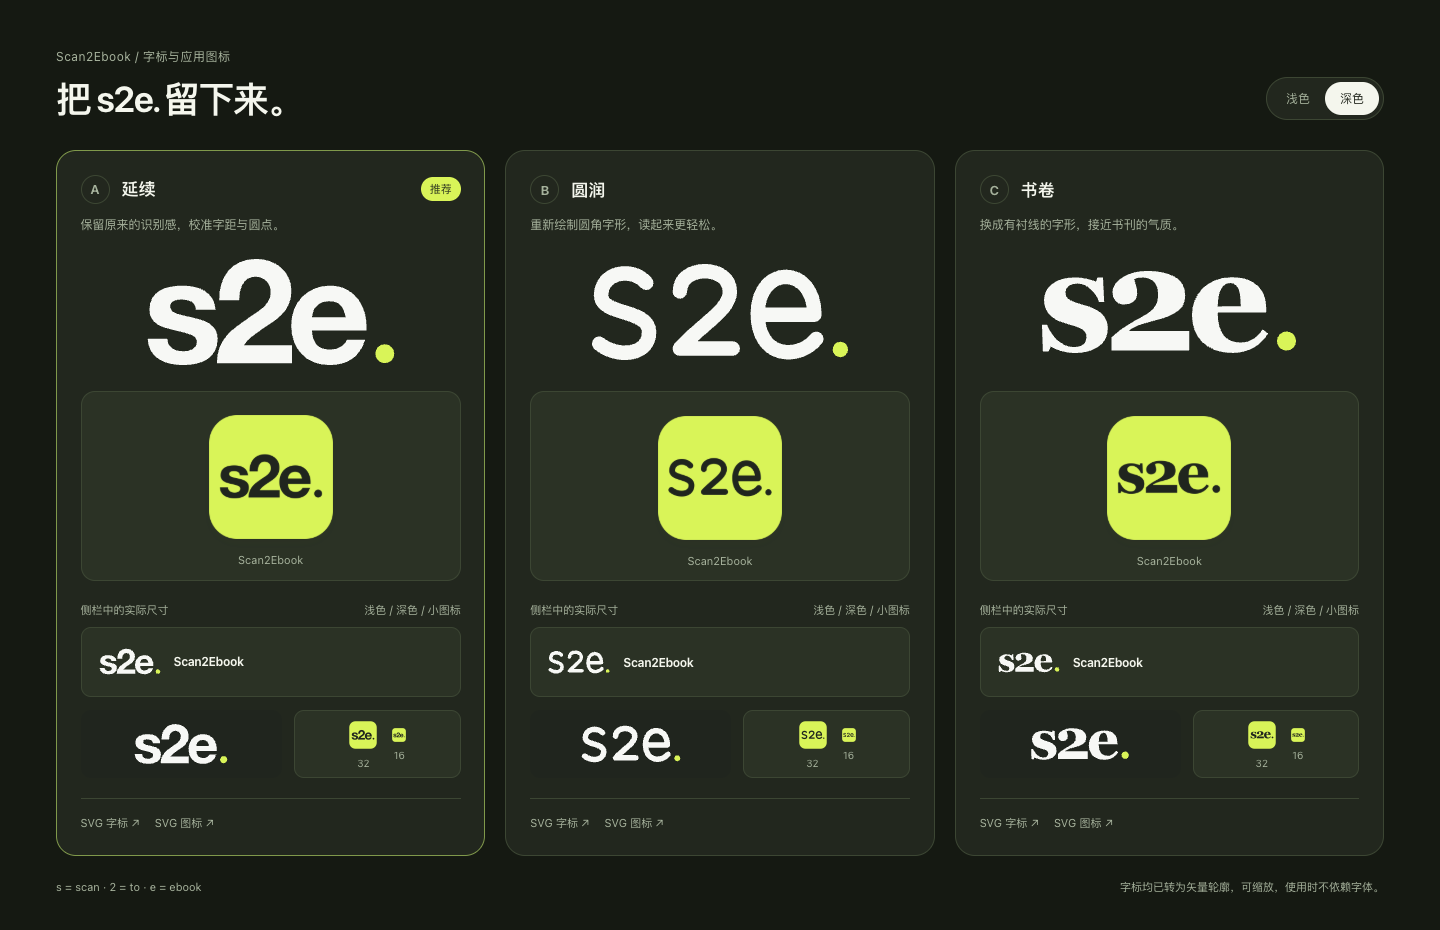 Scan2Ebook / 字标与应用图标
把 s2e. 留下来。
浅色 深色
A 延续 推荐
保留原来的识别感，校准字距与圆点。
s2e.
s2e.
Scan2Ebook
侧栏中的实际尺寸 浅色 / 深色 / 小图标
s2e. Scan2Ebook
s2e. s2e. s2e.
32 16
SVG 字标 ↗ SVG 图标 ↗
B 圆润
重新绘制圆角字形，读起来更轻松。
s2e.
s2e.
Scan2Ebook
侧栏中的实际尺寸 浅色 / 深色 / 小图标
s2e. Scan2Ebook
s2e. s2e. s2e.
32 16
SVG 字标 ↗ SVG 图标 ↗
C 书卷
换成有衬线的字形，接近书刊的气质。
s2e.
s2e.
Scan2Ebook
侧栏中的实际尺寸 浅色 / 深色 / 小图标
s2e. Scan2Ebook
s2e. s2e. s2e.
32 16
SVG 字标 ↗ SVG 图标 ↗
s = scan · 2 = to · e = ebook
字标均已转为矢量轮廓，可缩放，使用时不依赖字体。